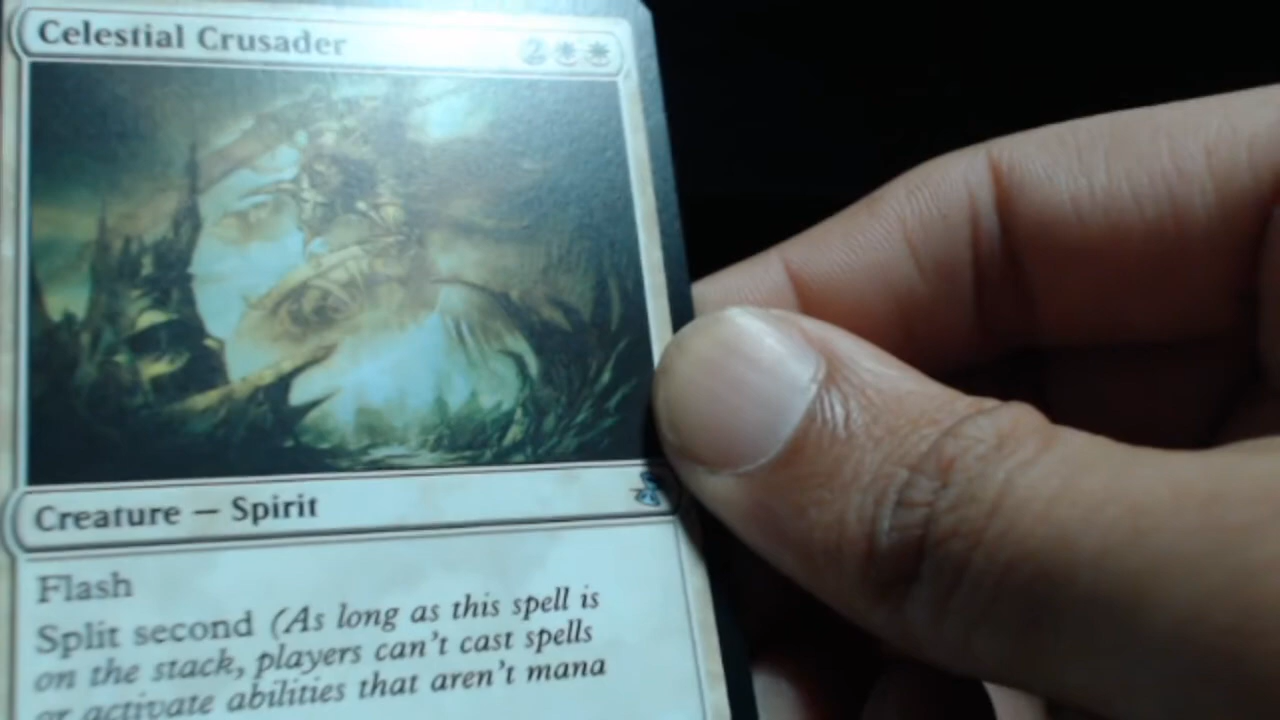 Celestial Crusader 2
Creature — Spirit
Flash
Split second (As long as this spell is
on the stack, players can't cast spells
or activate abilities that aren't mana